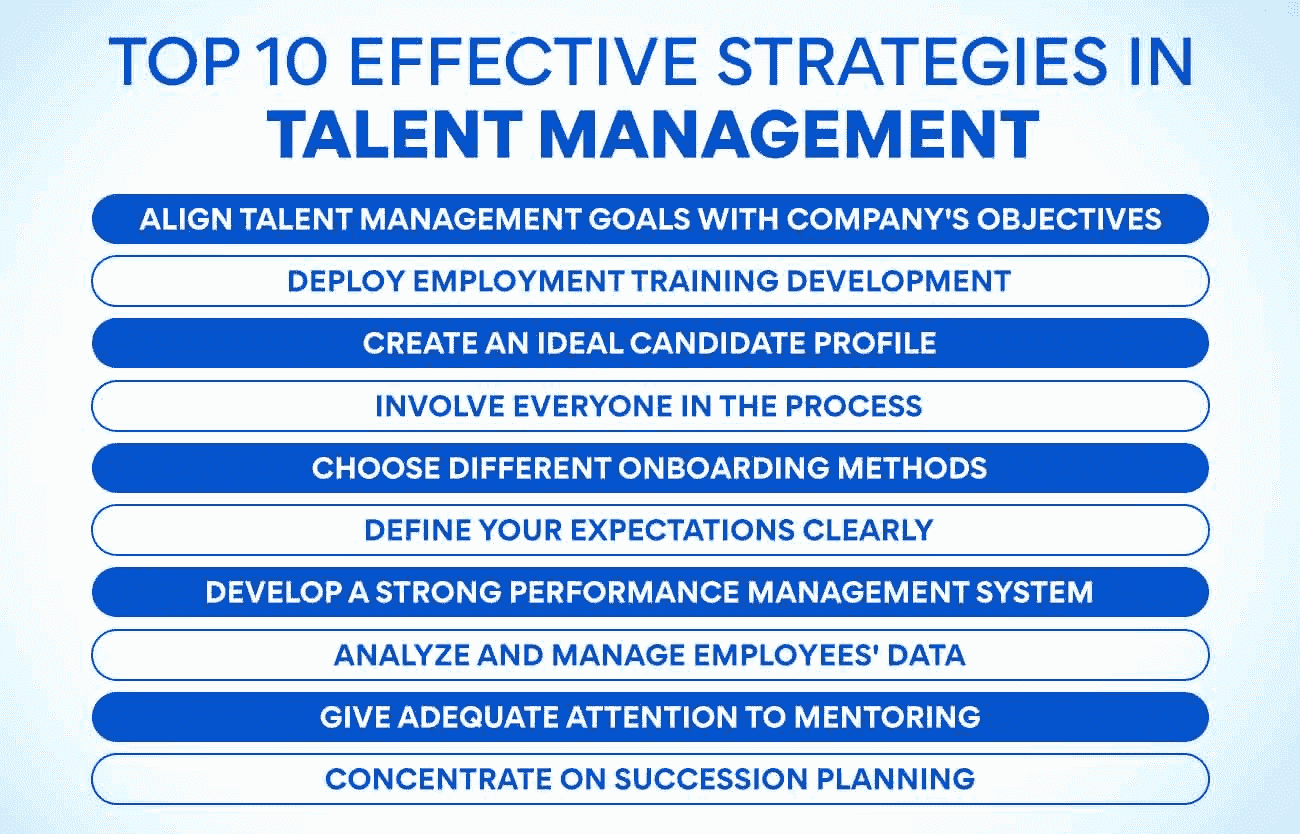 TOP 10 EFFECTIVE STRATEGIES IN
TALENT MANAGEMENT
ALIGN TALENT MANAGEMENT GOALS WITH COMPANY'S OBJECTIVES
DEPLOY EMPLOYMENT TRAINING DEVELOPMENT
CREATE AN IDEAL CANDIDATE PROFILE
INVOLVE EVERYONE IN THE PROCESS
CHOOSE DIFFERENT ONBOARDING METHODS
DEFINE YOUR EXPECTATIONS CLEARLY
DEVELOP A STRONG PERFORMANCE MANAGEMENT SYSTEM
ANALYZE AND MANAGE EMPLOYEES' DATA
GIVE ADEQUATE ATTENTION TO MENTORING
CONCENTRATE ON SUCCESSION PLANNING